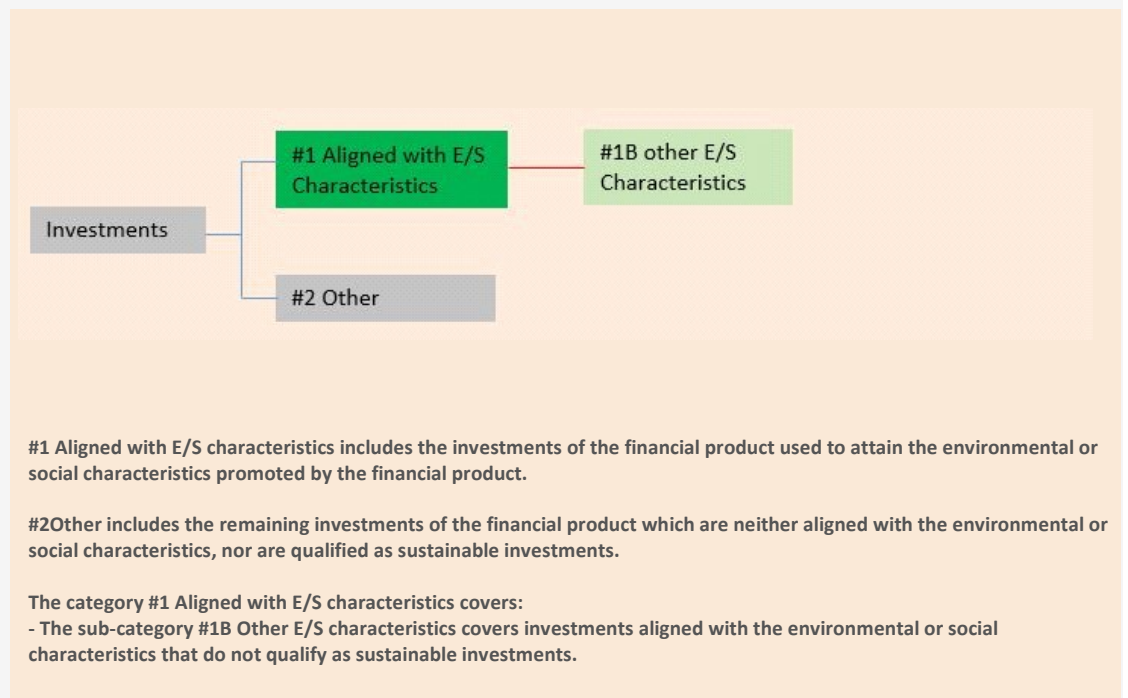 #1 Aligned with E/S
Characteristics
#1B other E/S
Characteristics
Investments
#2 Other
#1 Aligned with E/S characteristics includes the investments of the financial product used to attain the environmental or
social characteristics promoted by the financial product.
#2Other includes the remaining investments of the financial product which are neither aligned with the environmental or
social characteristics, nor are qualified as sustainable investments.
The category #1 Aligned with E/S characteristics covers:
- The sub-category #1B Other E/S characteristics covers investments aligned with the environmental or social
characteristics that do not qualify as sustainable investments.